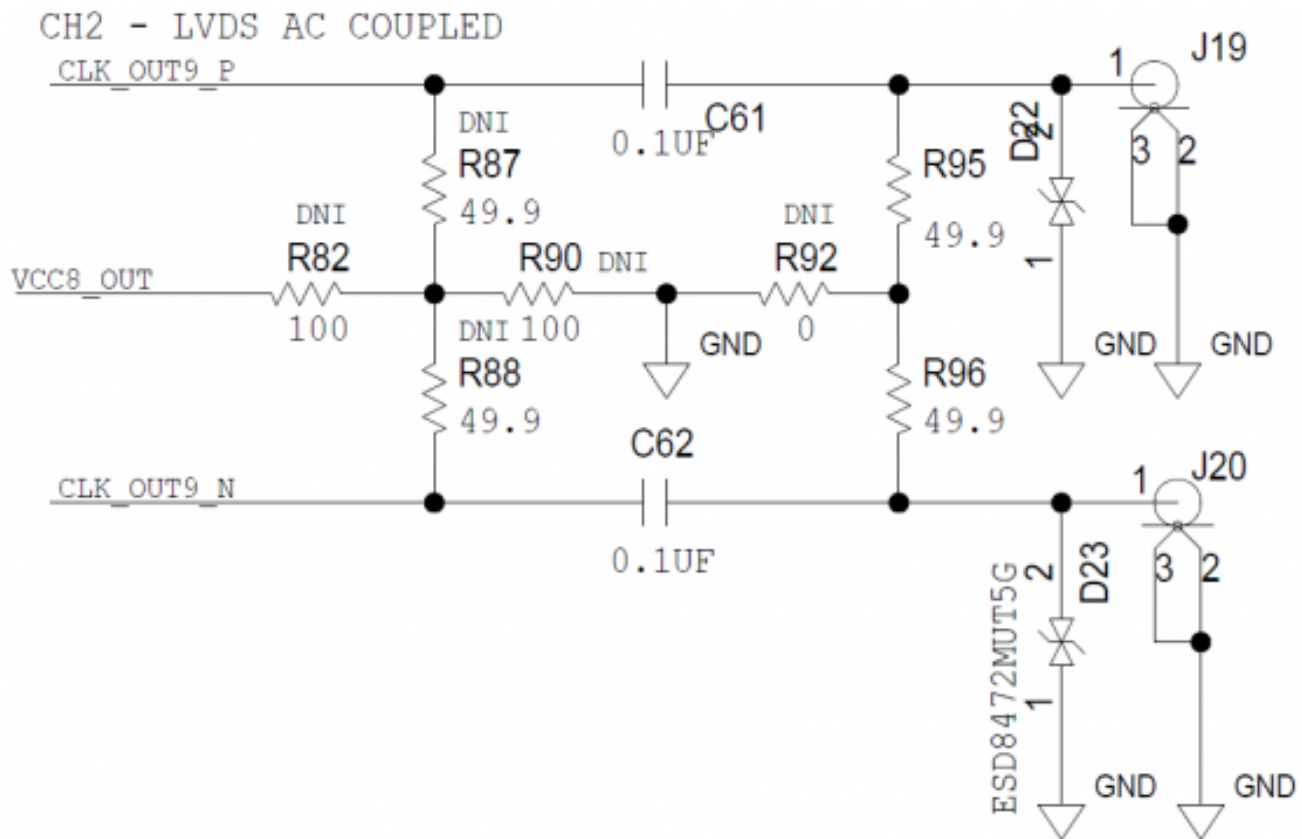 CH2 - LVDS AC COUPLED
CLK_OUT9_P
1
J19
DNI
C61
0.1UF
D22
2
3
2
R87
R95
49.9
49.9
DNI
DNI
R82
R90
DNI
R92
1
VCC8_OUT
100
DNI
100
GND
0
GND
GND
R88
R96
49.9
49.9
C62
1
J20
CLK_OUT9_N
0.1UF
ESD8472MUT5G
2
D23
3
2
1
GND
GND